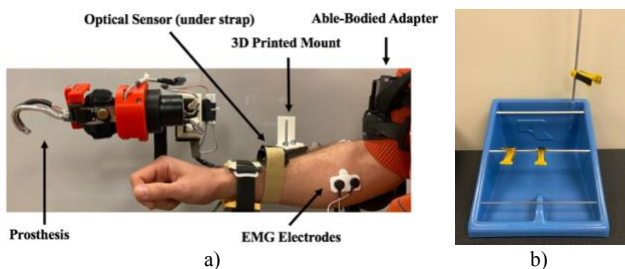 Optical Sensor (under strap)
Able-Bodied Adapter
3D Printed Mount
Prosthesis
EMG Electrodes
a)
b)